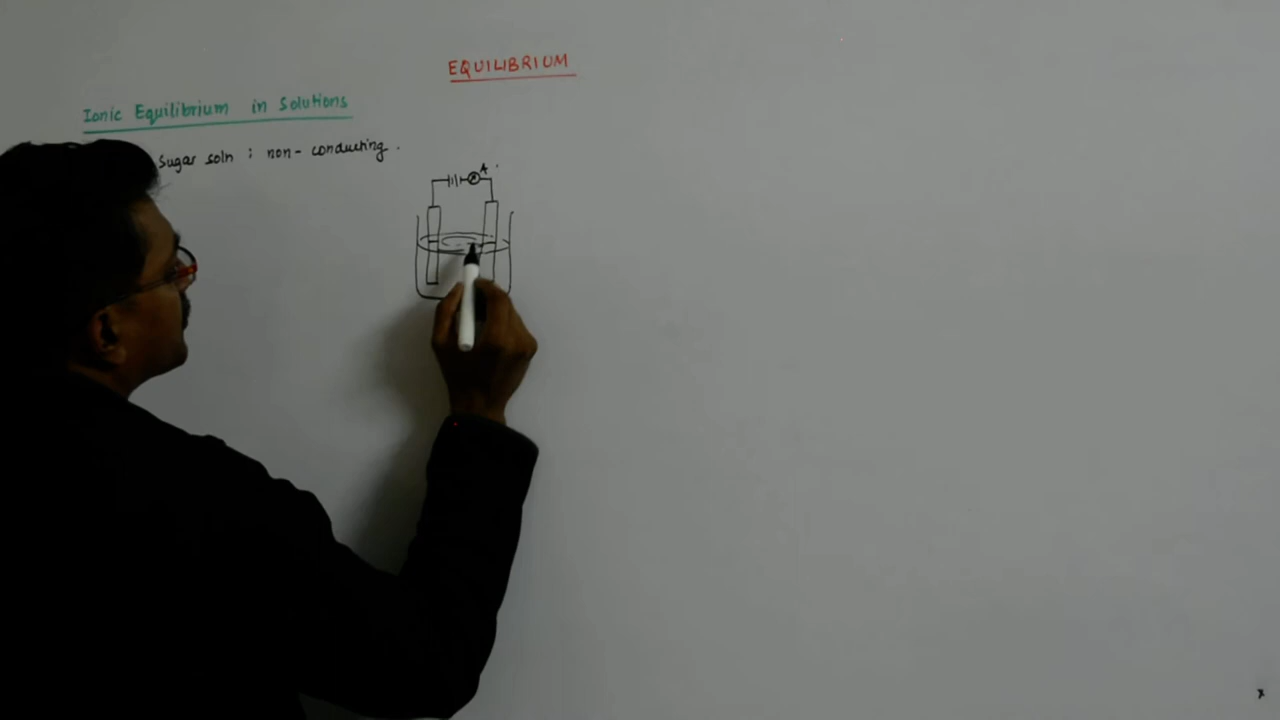 EQUILIBRIUM
Ionic Equilibrium in Solutions
Sugar soln : non-conducting.
A